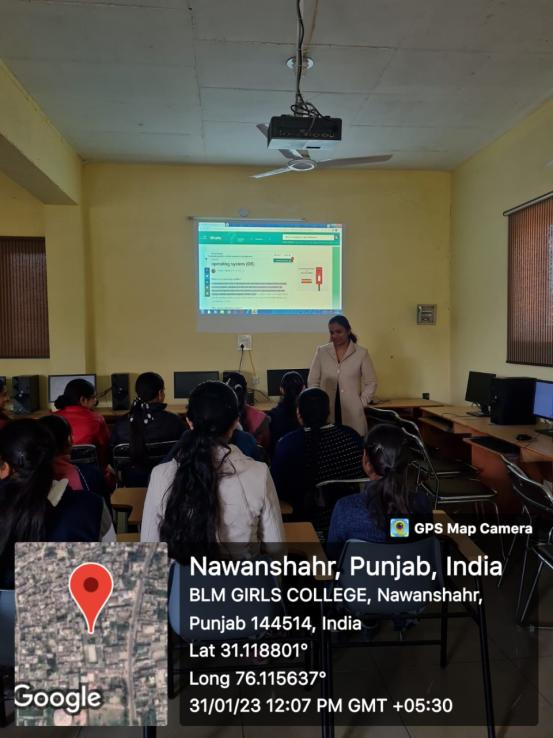 operating system (OS)
GPS Map Camera
Nawanshahr, Punjab, India
BLM GIRLS COLLEGE, Nawanshahr,
Punjab 144514, India
Lat 31.118801°
Long 76.115637°
31/01/23 12:07 PM GMT +05:30
Google